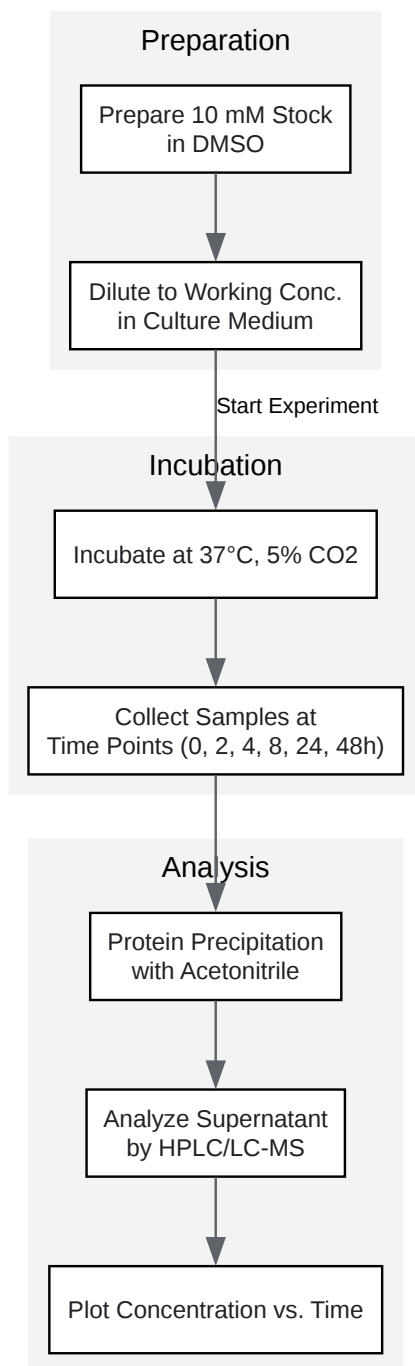 Preparation
Prepare 10 mM Stock
in DMSO
Dilute to Working Conc.
in Culture Medium
Start Experiment
Incubation
Incubate at 37°C, 5% CO2
Collect Samples at
Time Points (0, 2, 4, 8, 24, 48h)
Analysis
Protein Precipitation
with Acetonitrile
Analyze Supernatant
by HPLC/LC-MS
Plot Concentration vs. Time